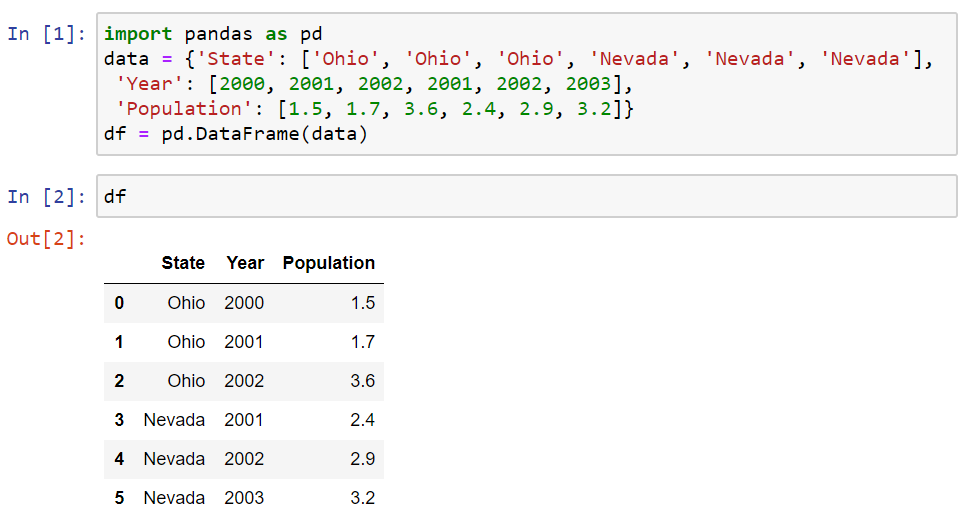 In [1]: import pandas as pd
data = {'State': ['Ohio', 'Ohio', 'Ohio', 'Nevada', 'Nevada', 'Nevada'],
 'Year': [2000, 2001, 2002, 2001, 2002, 2003],
 'Population': [1.5, 1.7, 3.6, 2.4, 2.9, 3.2]}
df = pd.DataFrame(data)
In [2]: df
Out[2]:
State Year Population
0 Ohio 2000 1.5
1 Ohio 2001 1.7
2 Ohio 2002 3.6
3 Nevada 2001 2.4
4 Nevada 2002 2.9
5 Nevada 2003 3.2